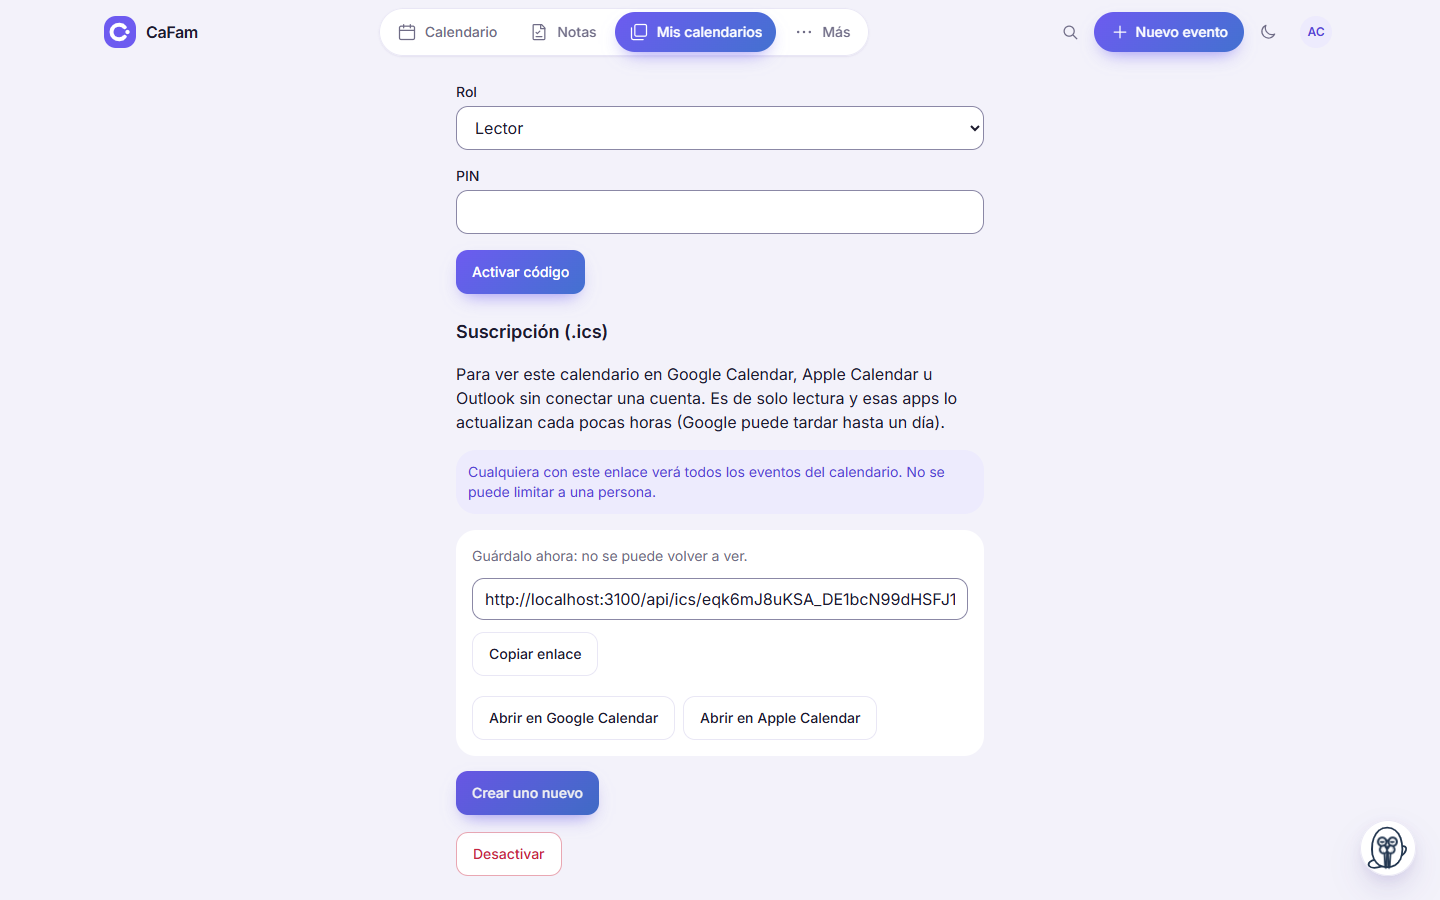 CaFam
Calendario
Notas
Mis calendarios
Más
Nuevo evento
AC
Rol
Lector
PIN
Activar código
Suscripción (.ics)
Para ver este calendario en Google Calendar, Apple Calendar u
Outlook sin conectar una cuenta. Es de solo lectura y esas apps lo
actualizan cada pocas horas (Google puede tardar hasta un día).
Cualquiera con este enlace verá todos los eventos del calendario. No se
puede limitar a una persona.
Guárdalo ahora: no se puede volver a ver.
http://localhost:3100/api/ics/eqk6mJ8uKSA_DE1bcN99dHSFJ1
Copiar enlace
Abrir en Google Calendar
Abrir en Apple Calendar
Crear uno nuevo
Desactivar